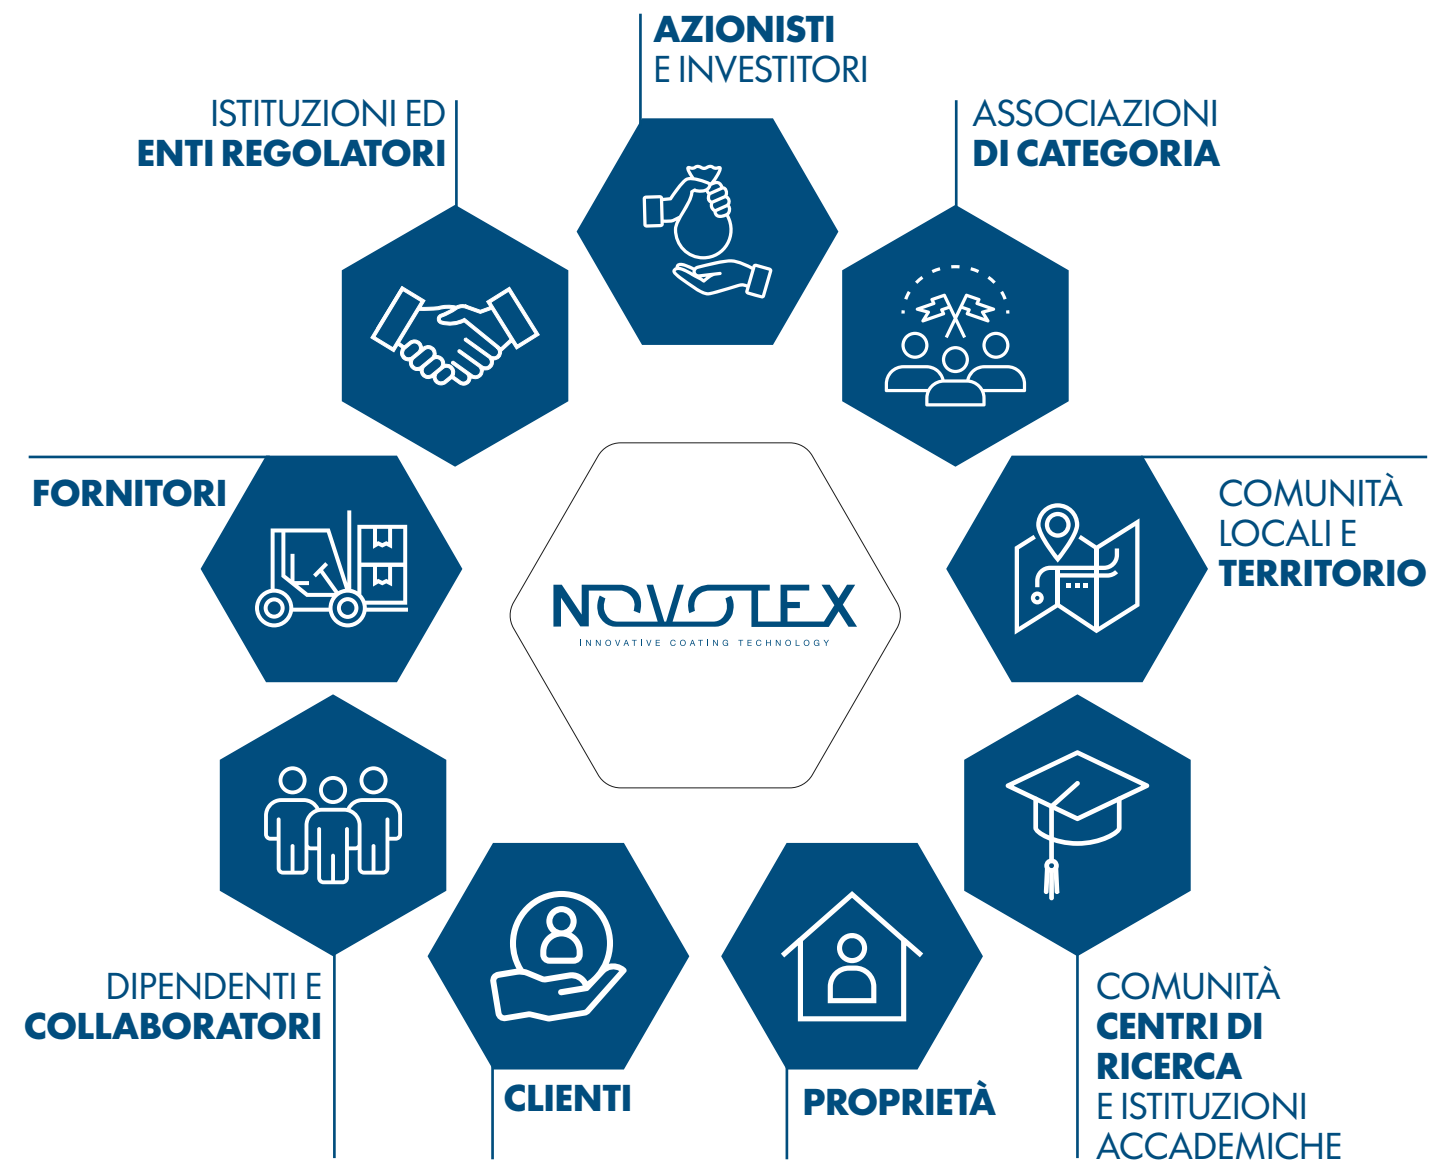 AZIONISTI
E INVESTITORI
ISTITUZIONI ED
ENTI REGOLATORI
ASSOCIAZIONI
DI CATEGORIA
FORNITORI
COMUNITÀ
LOCALI E
TERRITORIO
NOVOTEX
INNOVATIVE COATING TECHNOLOGY
DIPENDENTI E
COLLABORATORI
CLIENTI
PROPRIETÀ
COMUNITÀ
CENTRI DI
RICERCA
E ISTITUZIONI
ACCADEMICHE